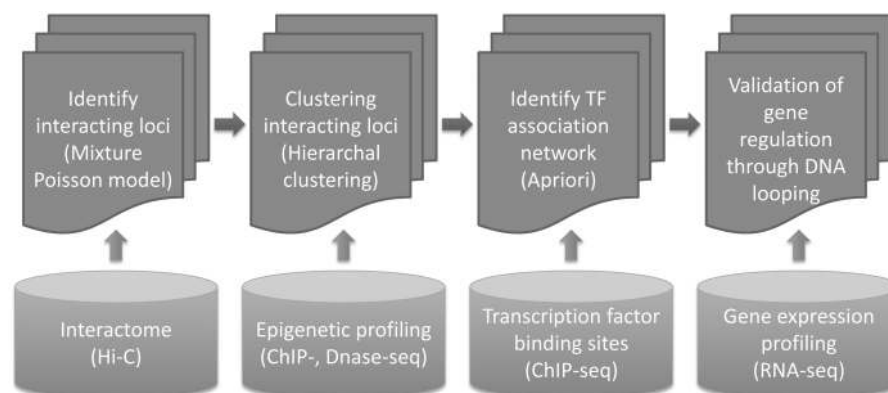 Identify
interacting loci
(Mixture
Poisson model)
Clustering
interacting loci
(Hierarchal
clustering)
Identify TF
association
network
(Apriori)
Validation of
gene
regulation
through DNA
looping
Interactome
(Hi-C)
Epigenetic profiling
(ChIP-, Dnase-seq)
Transcription factor
binding sites
(ChIP-seq)
Gene expression
profiling
(RNA-seq)